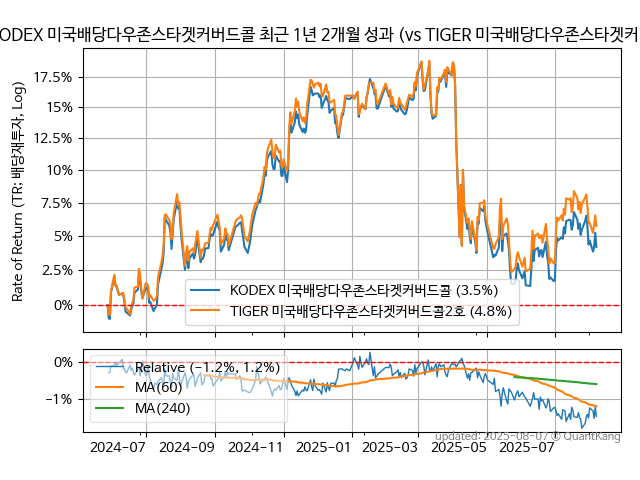 ODEX 미국배당다우존스타겟커버드콜 최근 1년 2개월 성과 (vs TIGER 미국배당다우존스타겟커
Rate of Return (TR: 배당재투자, Log)
17.5%
15%
12.5%
10%
7.5%
5%
2.5%
0%
KODEX 미국배당다우존스타겟커버드콜 (3.5%)
TIGER 미국배당다우존스타겟커버드콜2호 (4.8%)
0%
−1%
Relative (−1.2%, 1.2%)
MA(60)
MA(240)
updated: 2025-08-07 © QuantKang
2024-07 2024-09 2024-11 2025-01 2025-03 2025-05 2025-07